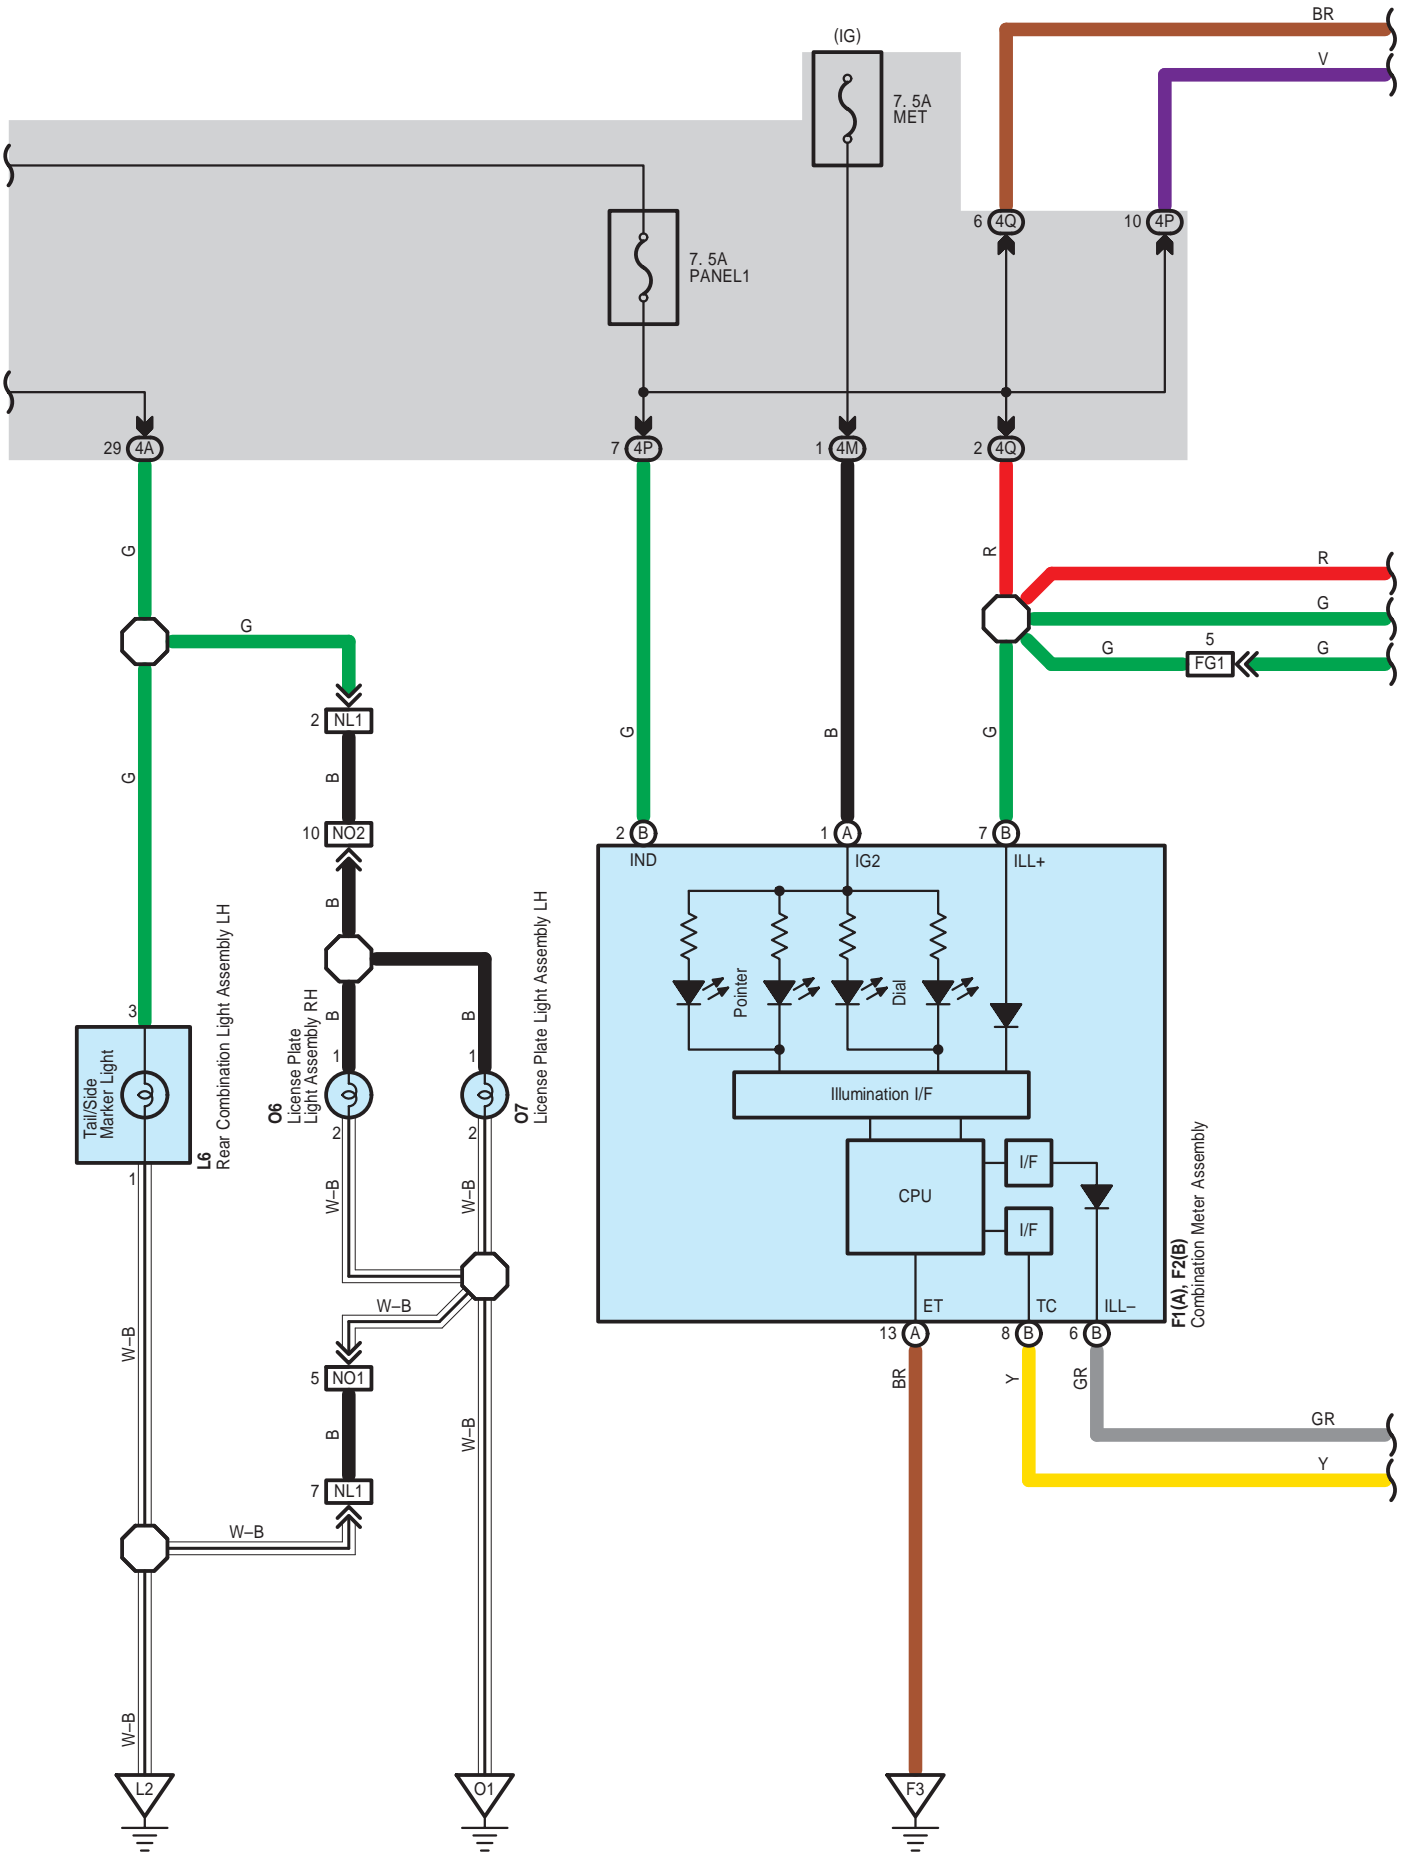 BR
(IG)
V
7. 5A
MET
6 4Q
10 4P
7. 5A
PANEL1
29 4A
7 4P
1 4M
2 4Q
G
R
R
G
G
5
G
FG1
G
2 NL1
G
B
G
B
G
10 NO2
2 B
1 A
7 B
IND
IG2
ILL+
B
Pointer
Dial
3
Tail/Side
Marker Light
L6
Rear Combination Light Assembly LH
1
B
B
1
1
O6
License Plate
Light Assembly RH
O7
License Plate Light Assembly LH
2
2
Illumination I/F
CPU
I/F
I/F
F1(A), F2(B)
Combination Meter Assembly
W–B
W–B
ET
TC
ILL–
13 A
8 B
6 B
W–B
W–B
5 NO1
BR
Y
GR
GR
B
W–B
Y
7 NL1
W–B
W–B
L2
O1
F3